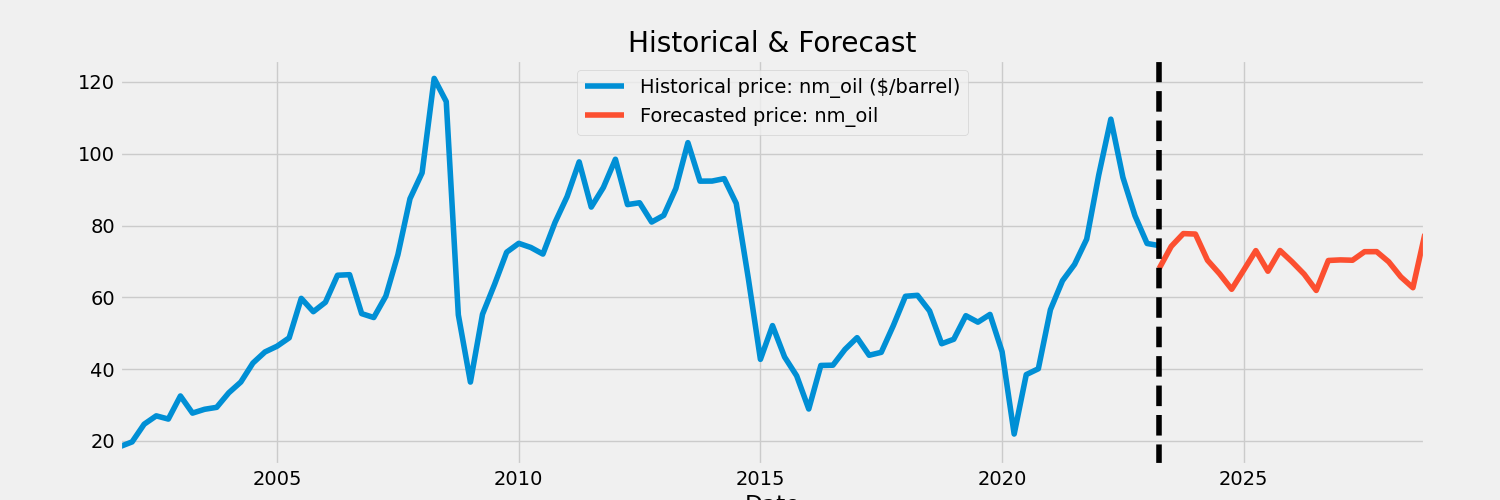 Historical & Forecast
Historical price: nm_oil ($/barrel)
Forecasted price: nm_oil
120
100
80
60
40
20
2005
2010
2015
2020
2025
Date